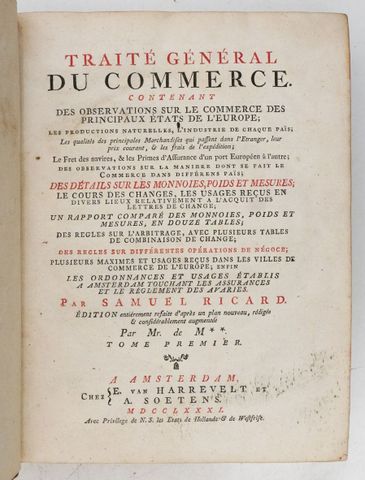 TRAITÉ GÉNÉRAL
DU COMMERCE.
CONTENANT
DES OBSERVATIONS SUR LE COMMERCE DES
PRINCIPAUX ÉTATS DE L'EUROPE;
LES PRODUCTIONS NATURELLES, L'INDUSTRIE DE CHAQUE PAÏS;
Les qualités des principales Marchandises qui passent dans l'Etranger, leur
prix courant, & les frais de l'expédition;
Le Fret des navires, & les Primes d'Assurance d'un port Européen à l'autre;
DES OBSERVATIONS SUR LA MANIERE DONT SE FAIT LE
COMMERCE DANS DIFFÉRENS PAÏS;
DES DÉTAILS SUR LES MONNOIES, POIDS ET MESURES;
LE COURS DES CHANGES, LES USAGES REÇUS EN
DIVERS LIEUX RELATIVEMENT A L'ACQUIT DES
LETTRES DE CHANGE;
UN RAPPORT COMPARÉ DES MONNOIES, POIDS ET
MESURES, EN DOUZE TABLES;
DES REGLES SUR L'ARBITRAGE, AVEC PLUSIEURS TABLES
DE COMBINAISON DE CHANGE;
DES REGLES SUR DIFFÉRENTES OPÉRATIONS DE NÉGOCE;
PLUSIEURS MAXIMES ET USAGES REÇUS DANS LES VILLES DE
COMMERCE DE L'EUROPE; ENFIN
LES ORDONNANCES ET USAGES ÉTABLIS
A AMSTERDAM TOUCHANT LES ASSURANCES
ET LE RÉGLEMENT DES AVARIES.
PAR SAMUEL RICARD.
ÉDITION entiérement refaite d'après un plan nouveau, rédigée
& considérablement augmentée
Par Mr. de M**.
TOME PREMIER.
A AMSTERDAM,
CHEZ { E. VAN HARREVELT ET
A. SOETENS.
MDCCLXXXI.
Avec Privilege de N. S. les Etats de Hollande & de Westfrise.